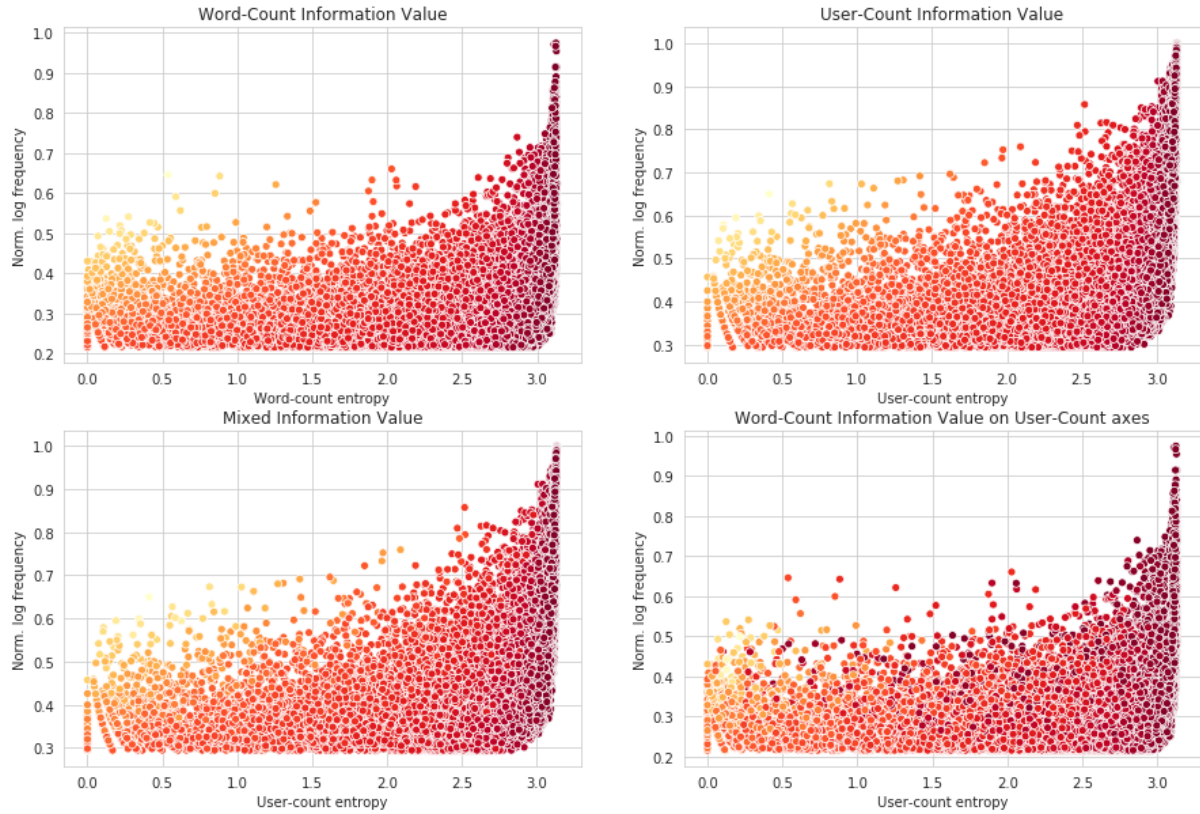 Word-Count Information Value
Norm. log frequency
1.0
0.9
0.8
0.7
0.6
0.5
0.4
0.3
0.2
0.0 0.5 1.0 1.5 2.0 2.5 3.0
Word-count entropy
User-Count Information Value
Norm. log frequency
1.0
0.9
0.8
0.7
0.6
0.5
0.4
0.3
0.0 0.5 1.0 1.5 2.0 2.5 3.0
User-count entropy
Mixed Information Value
Norm. log frequency
1.0
0.9
0.8
0.7
0.6
0.5
0.4
0.3
0.0 0.5 1.0 1.5 2.0 2.5 3.0
User-count entropy
Word-Count Information Value on User-Count axes
Norm. log frequency
1.0
0.9
0.8
0.7
0.6
0.5
0.4
0.3
0.2
0.0 0.5 1.0 1.5 2.0 2.5 3.0
User-count entropy